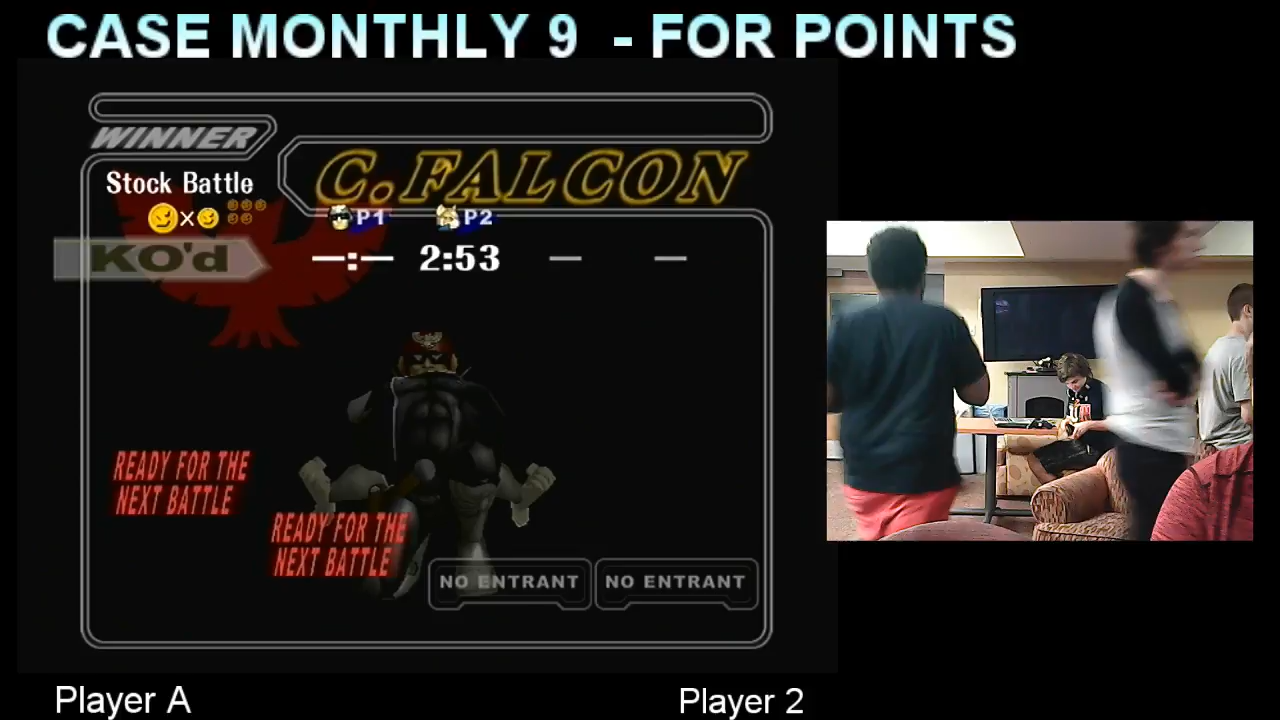 CASE MONTHLY 9 - FOR POINTS
WINNER
C.FALCON
Stock Battle
P1 P2
KO'd —:— 2:53 — —
READY FOR THE
NEXT BATTLE
READY FOR THE
NEXT BATTLE
NO ENTRANT NO ENTRANT
Player A Player 2